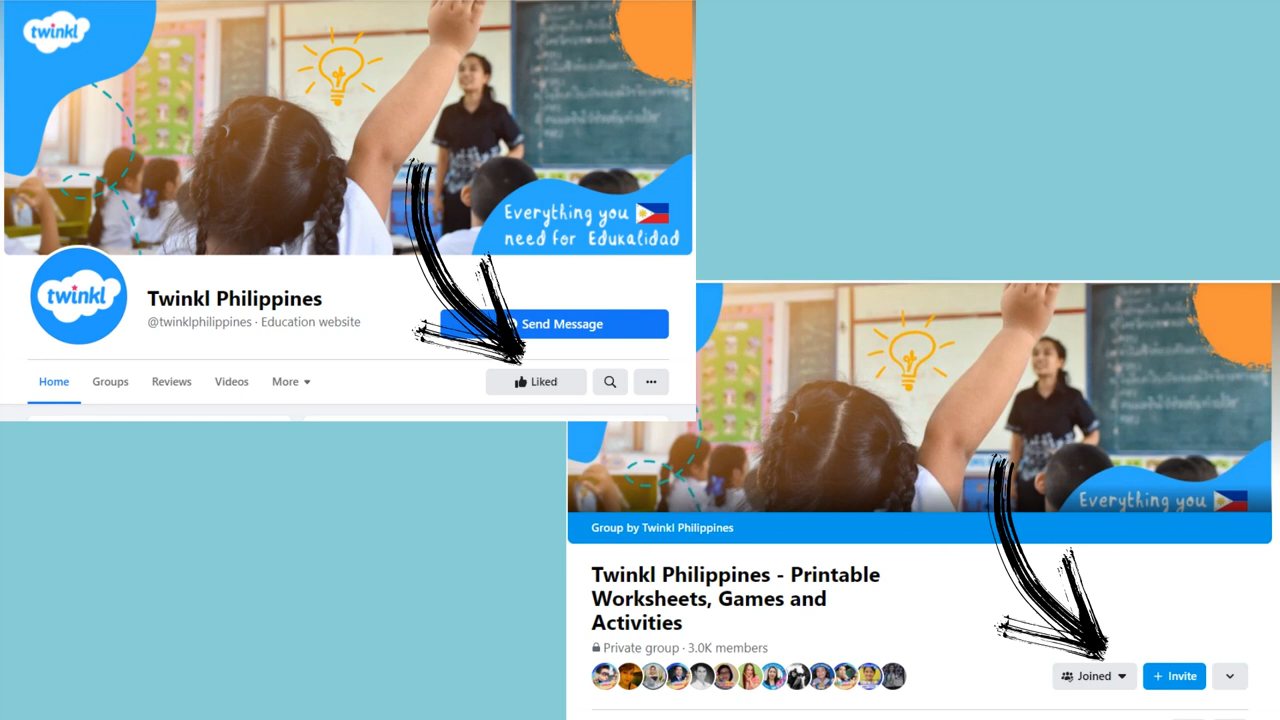 twinkl
Everything you
need for Edukalidad
twinkl
Twinkl Philippines
@twinklphilippines · Education website
Send Message
Home Groups Reviews Videos More
Liked
Everything you
Group by Twinkl Philippines
Twinkl Philippines - Printable
Worksheets, Games and
Activities
Private group · 3.0K members
Joined
+ Invite